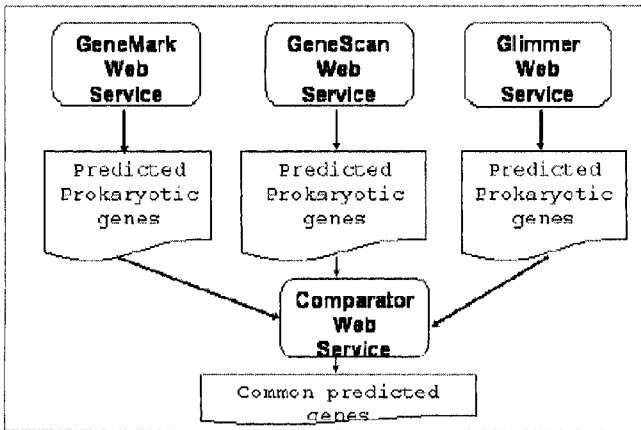 GeneMark
Web
Service
GeneScan
Web
Service
Glimmer
Web
Service
Predicted
Prokaryotic
genes
Predicted
Prokaryotic
genes
Predicted
Prokaryotic
genes
Comparator
Web
Service
Common predicted
genes